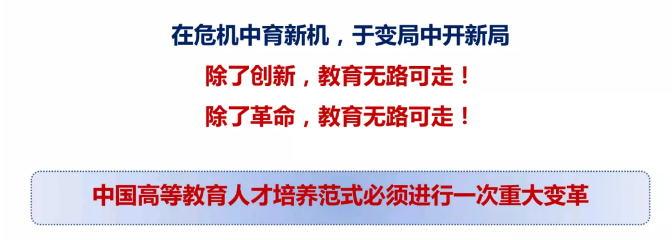 在危机中育新机，于变局中开新局
除了创新，教育无路可走！
除了革命，教育无路可走！
中国高等教育人才培养范式必须进行一次重大变革